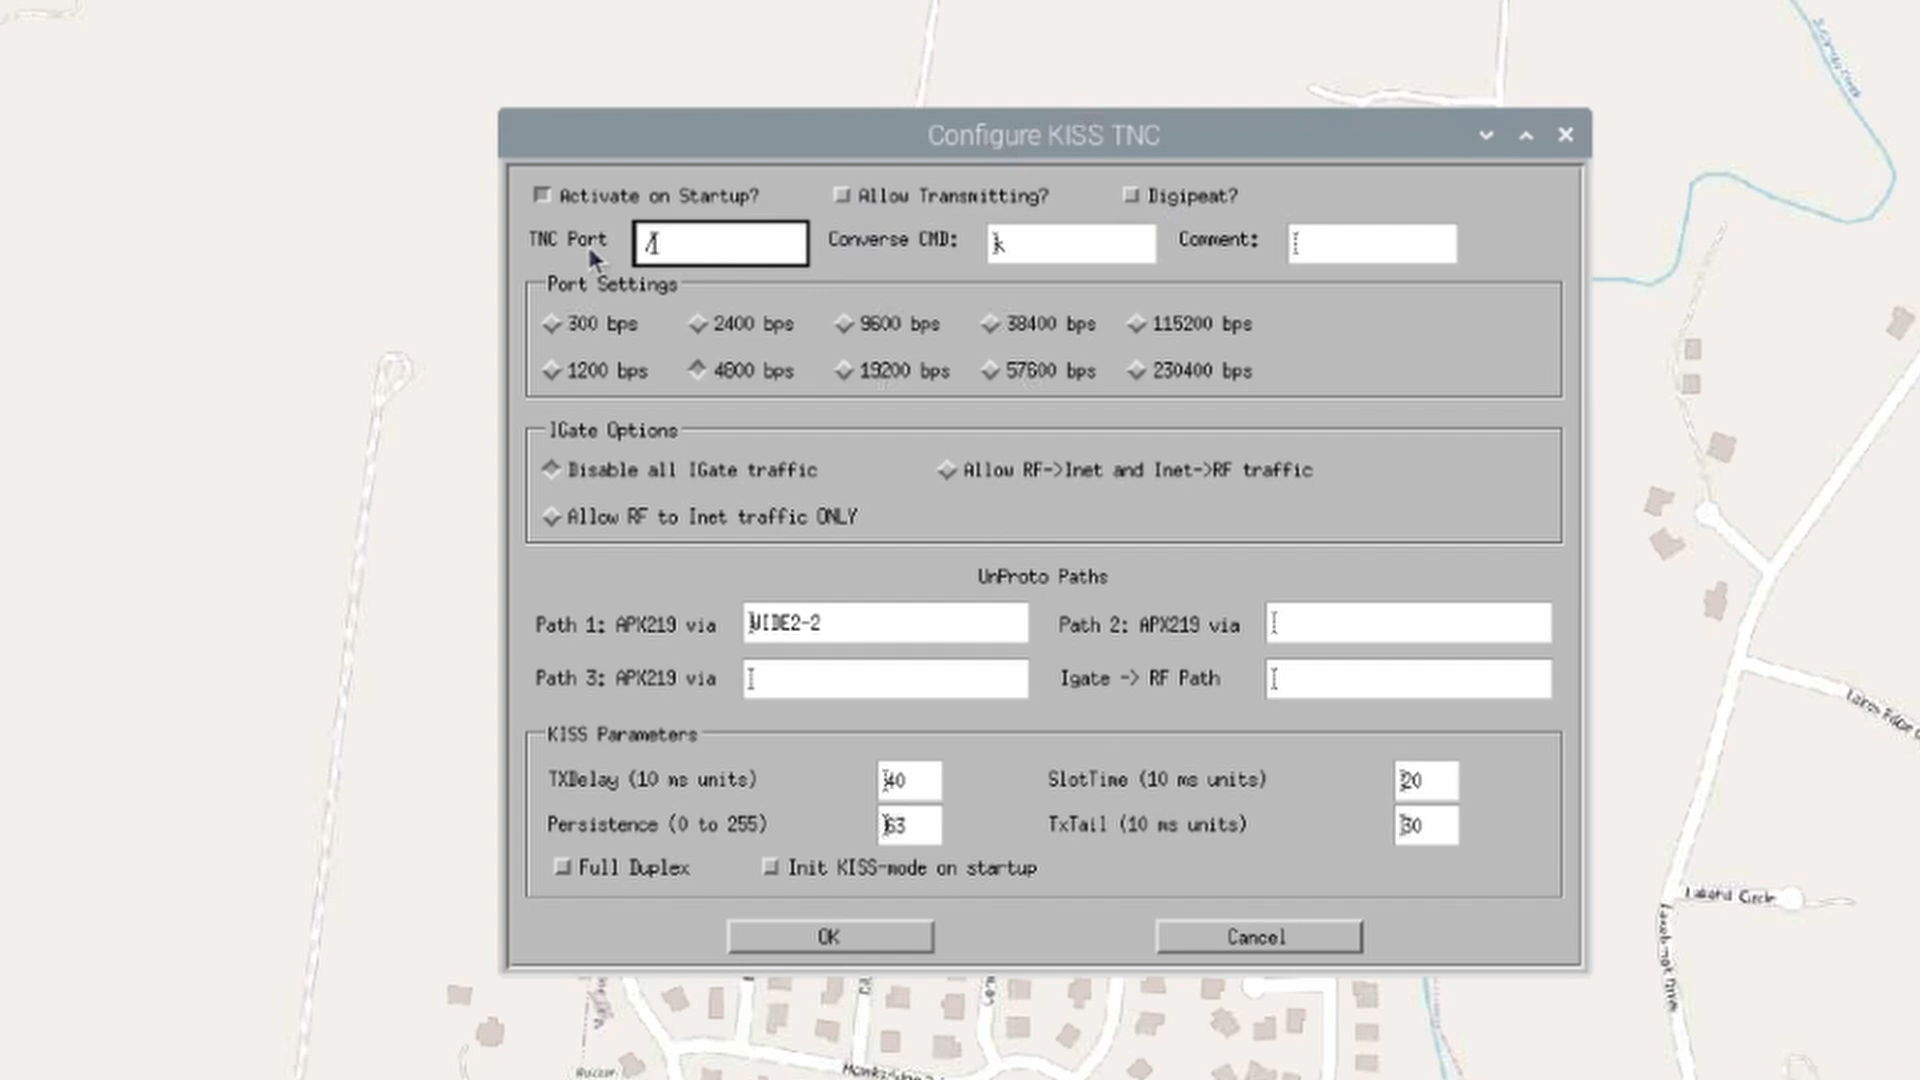 Configure KISS TNC
Activate on Startup? Allow Transmitting? Digipeat?
TNC Port / Converse CMD: k Comment:
Port Settings
300 bps 2400 bps 9600 bps 38400 bps 115200 bps
1200 bps 4800 bps 19200 bps 57600 bps 230400 bps
IGate Options
Disable all IGate traffic Allow RF->Inet and Inet->RF traffic
Allow RF to Inet traffic ONLY
UnProto Paths
Path 1: APX219 via WIDE2-2 Path 2: APX219 via
Path 3: APX219 via Igate -> RF Path
KISS Parameters
TXDelay (10 ms units) 40 SlotTime (10 ms units) 20
Persistence (0 to 255) 63 TxTail (10 ms units) 30
Full Duplex Init KISS-mode on startup
OK Cancel
Circle